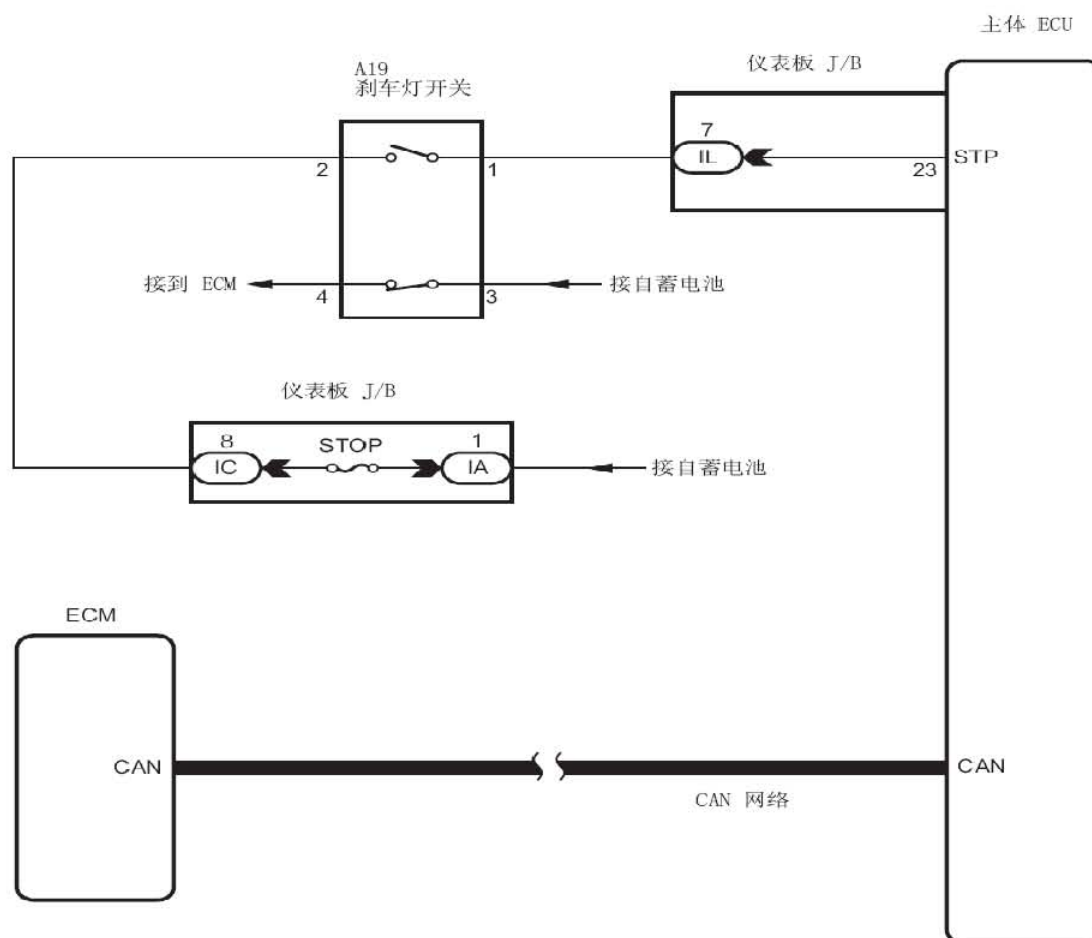 主体 ECU
仪表板 J/B
A19
刹车灯开关
7
IL
2
1
23
STP
接到 ECM
4
3
接自蓄电池
仪表板 J/B
8
STOP
1
IC
IA
接自蓄电池
ECM
CAN
CAN
CAN 网络